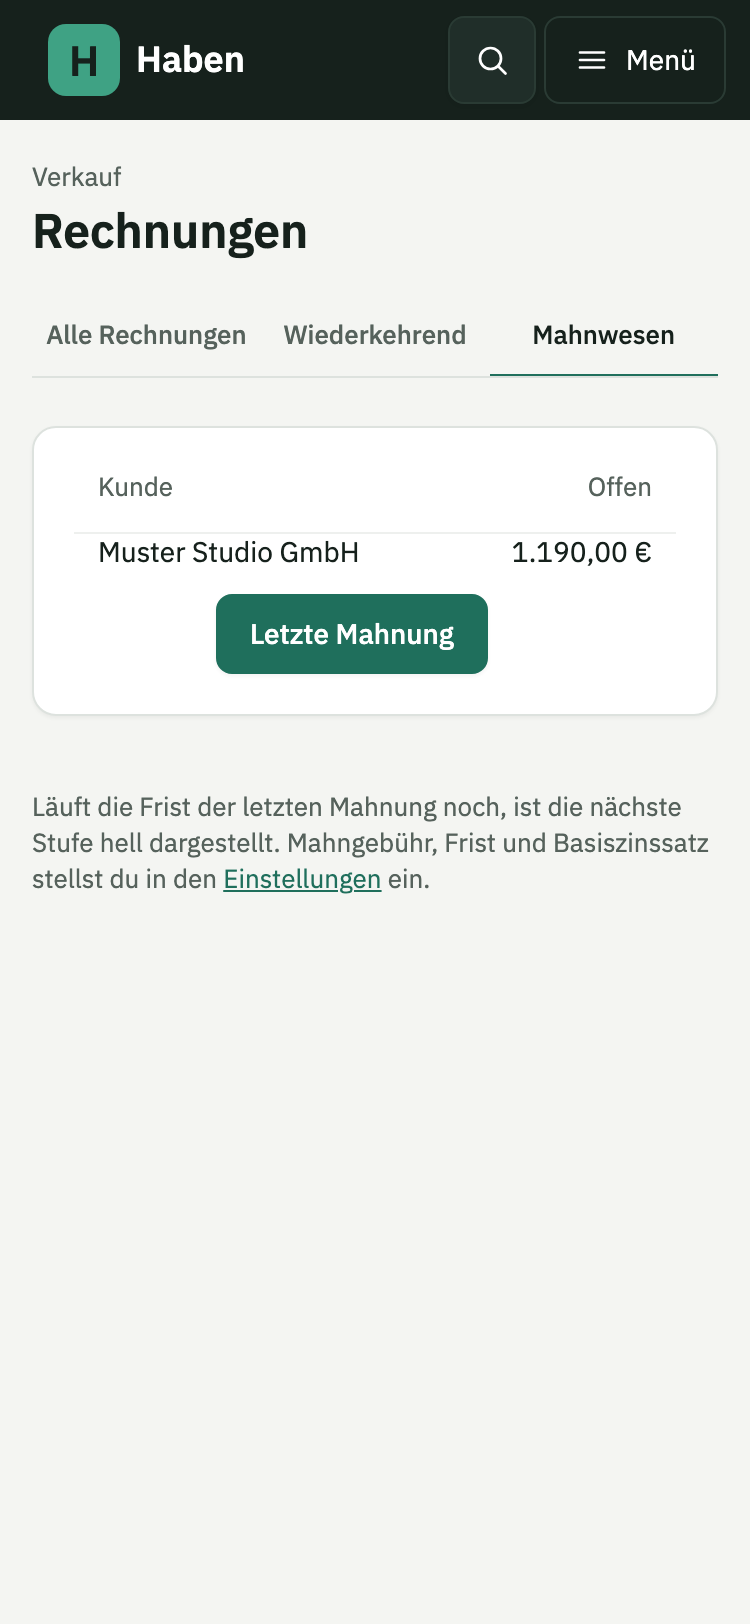 H Haben
Menü
Verkauf
Rechnungen
Alle Rechnungen Wiederkehrend Mahnwesen
Kunde Offen
Muster Studio GmbH 1.190,00 €
Letzte Mahnung
Läuft die Frist der letzten Mahnung noch, ist die nächste
Stufe hell dargestellt. Mahngebühr, Frist und Basiszinssatz
stellst du in den Einstellungen ein.